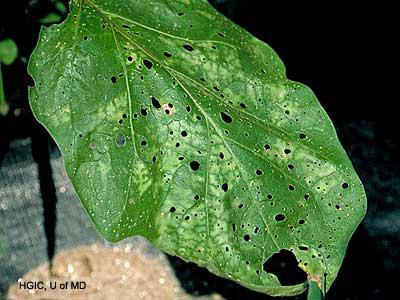 HGIC, U of MD